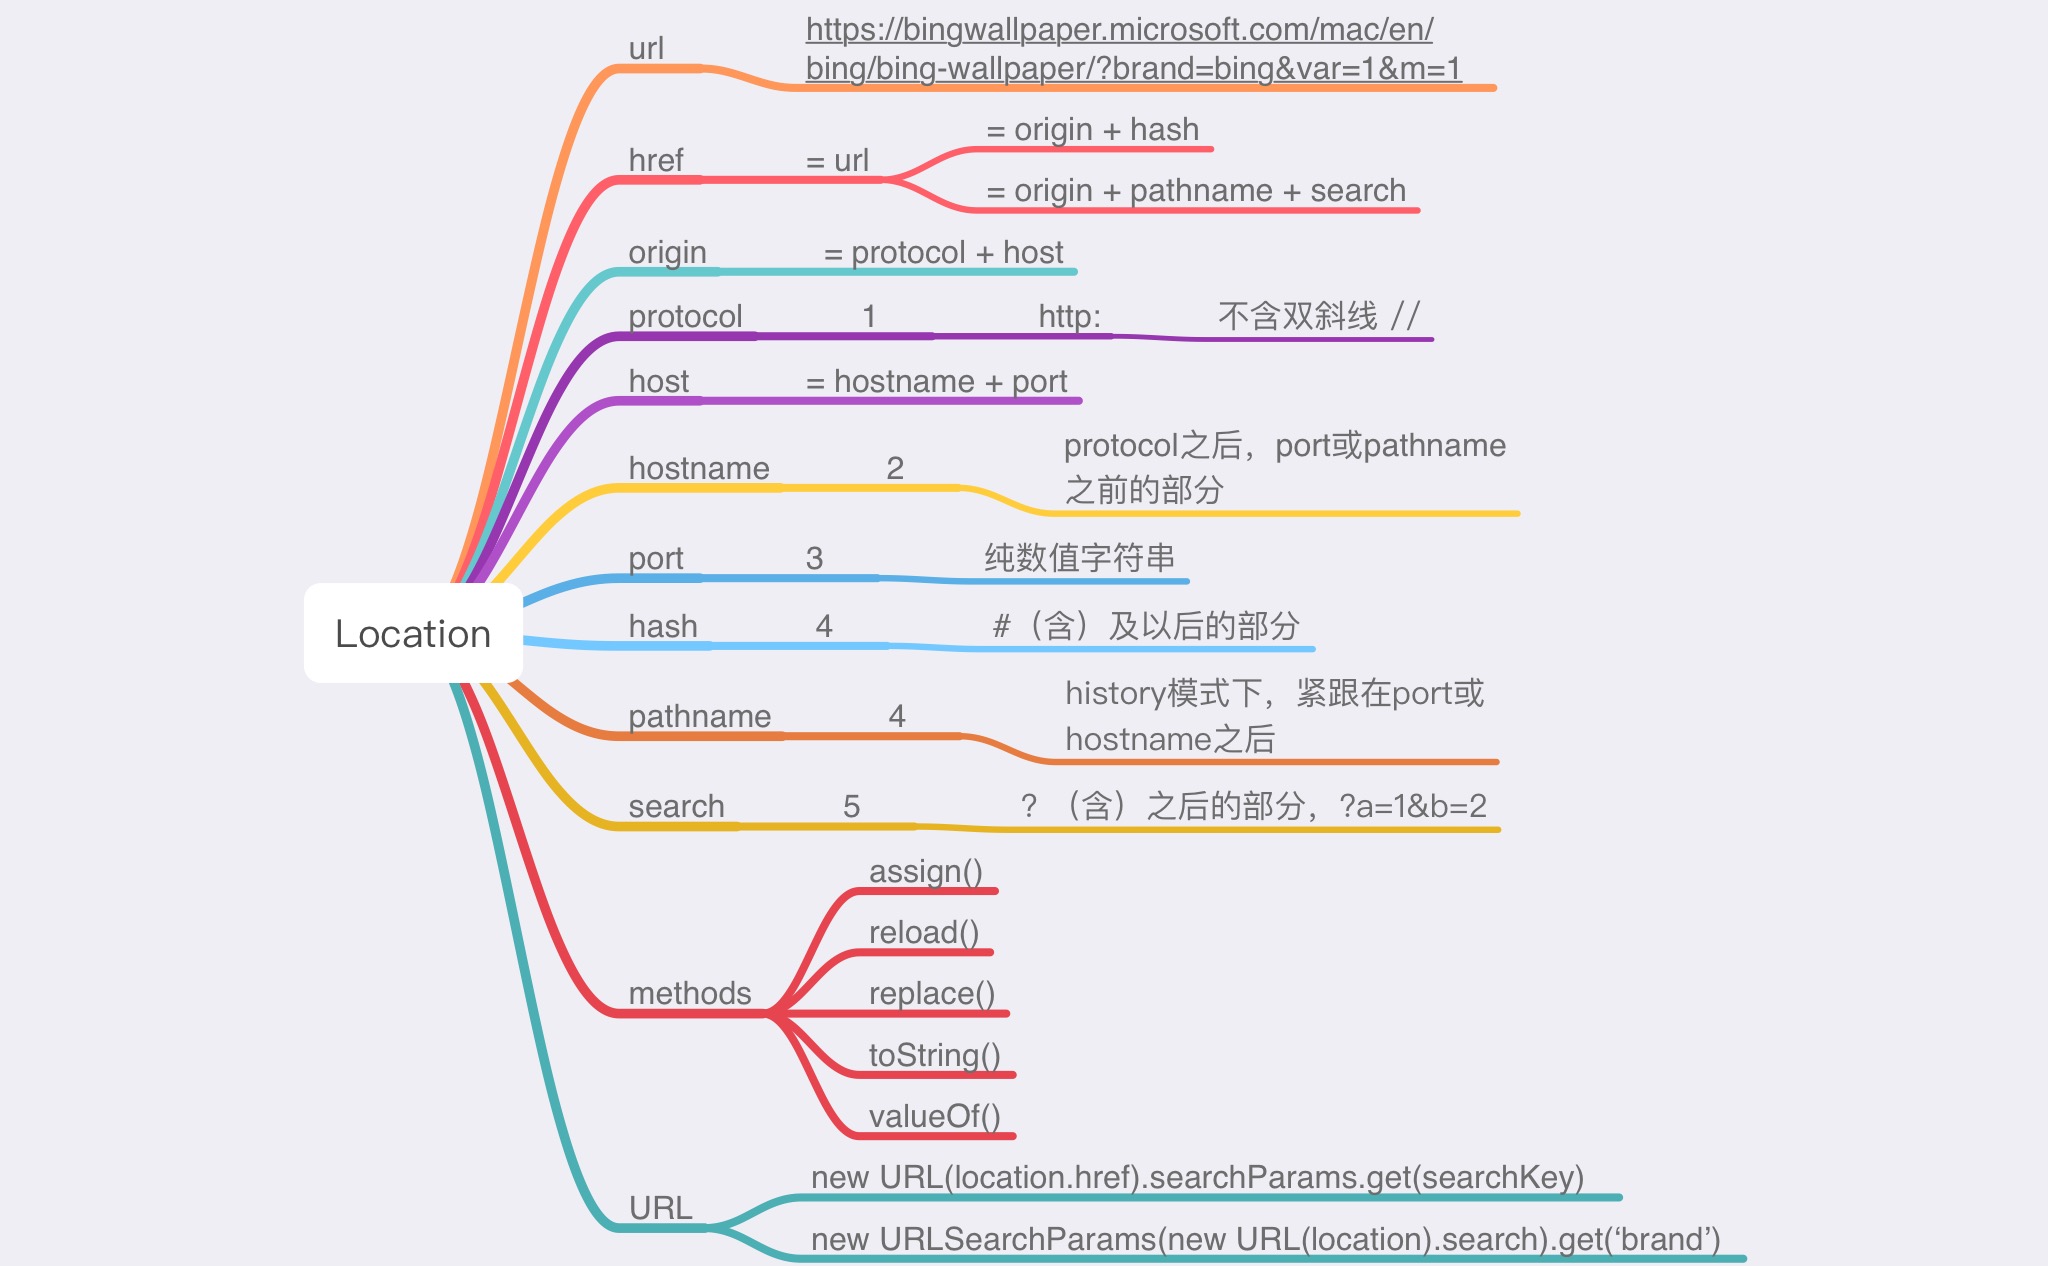 Location
url
https://bingwallpaper.microsoft.com/mac/en/
bing/bing-wallpaper/?brand=bing&var=1&m=1
href
= url
= origin + hash
= origin + pathname + search
origin
= protocol + host
protocol
1
http:
不含双斜线 //
host
= hostname + port
hostname
2
protocol之后，port或pathname
之前的部分
port
3
纯数值字符串
hash
4
#（含）及以后的部分
pathname
4
history模式下，紧跟在port或
hostname之后
search
5
? （含）之后的部分，?a=1&b=2
methods
assign()
reload()
replace()
toString()
valueOf()
URL
new URL(location.href).searchParams.get(searchKey)
new URLSearchParams(new URL(location).search).get(‘brand’)